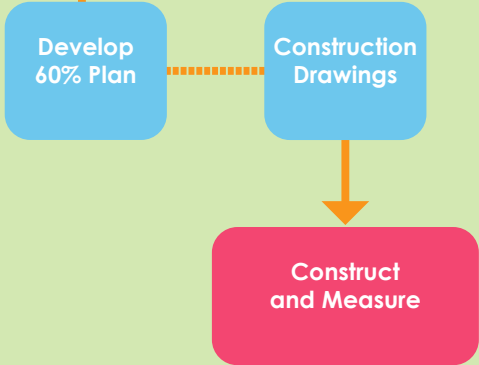 Develop
60% Plan
Construction
Drawings
Construct
and Measure